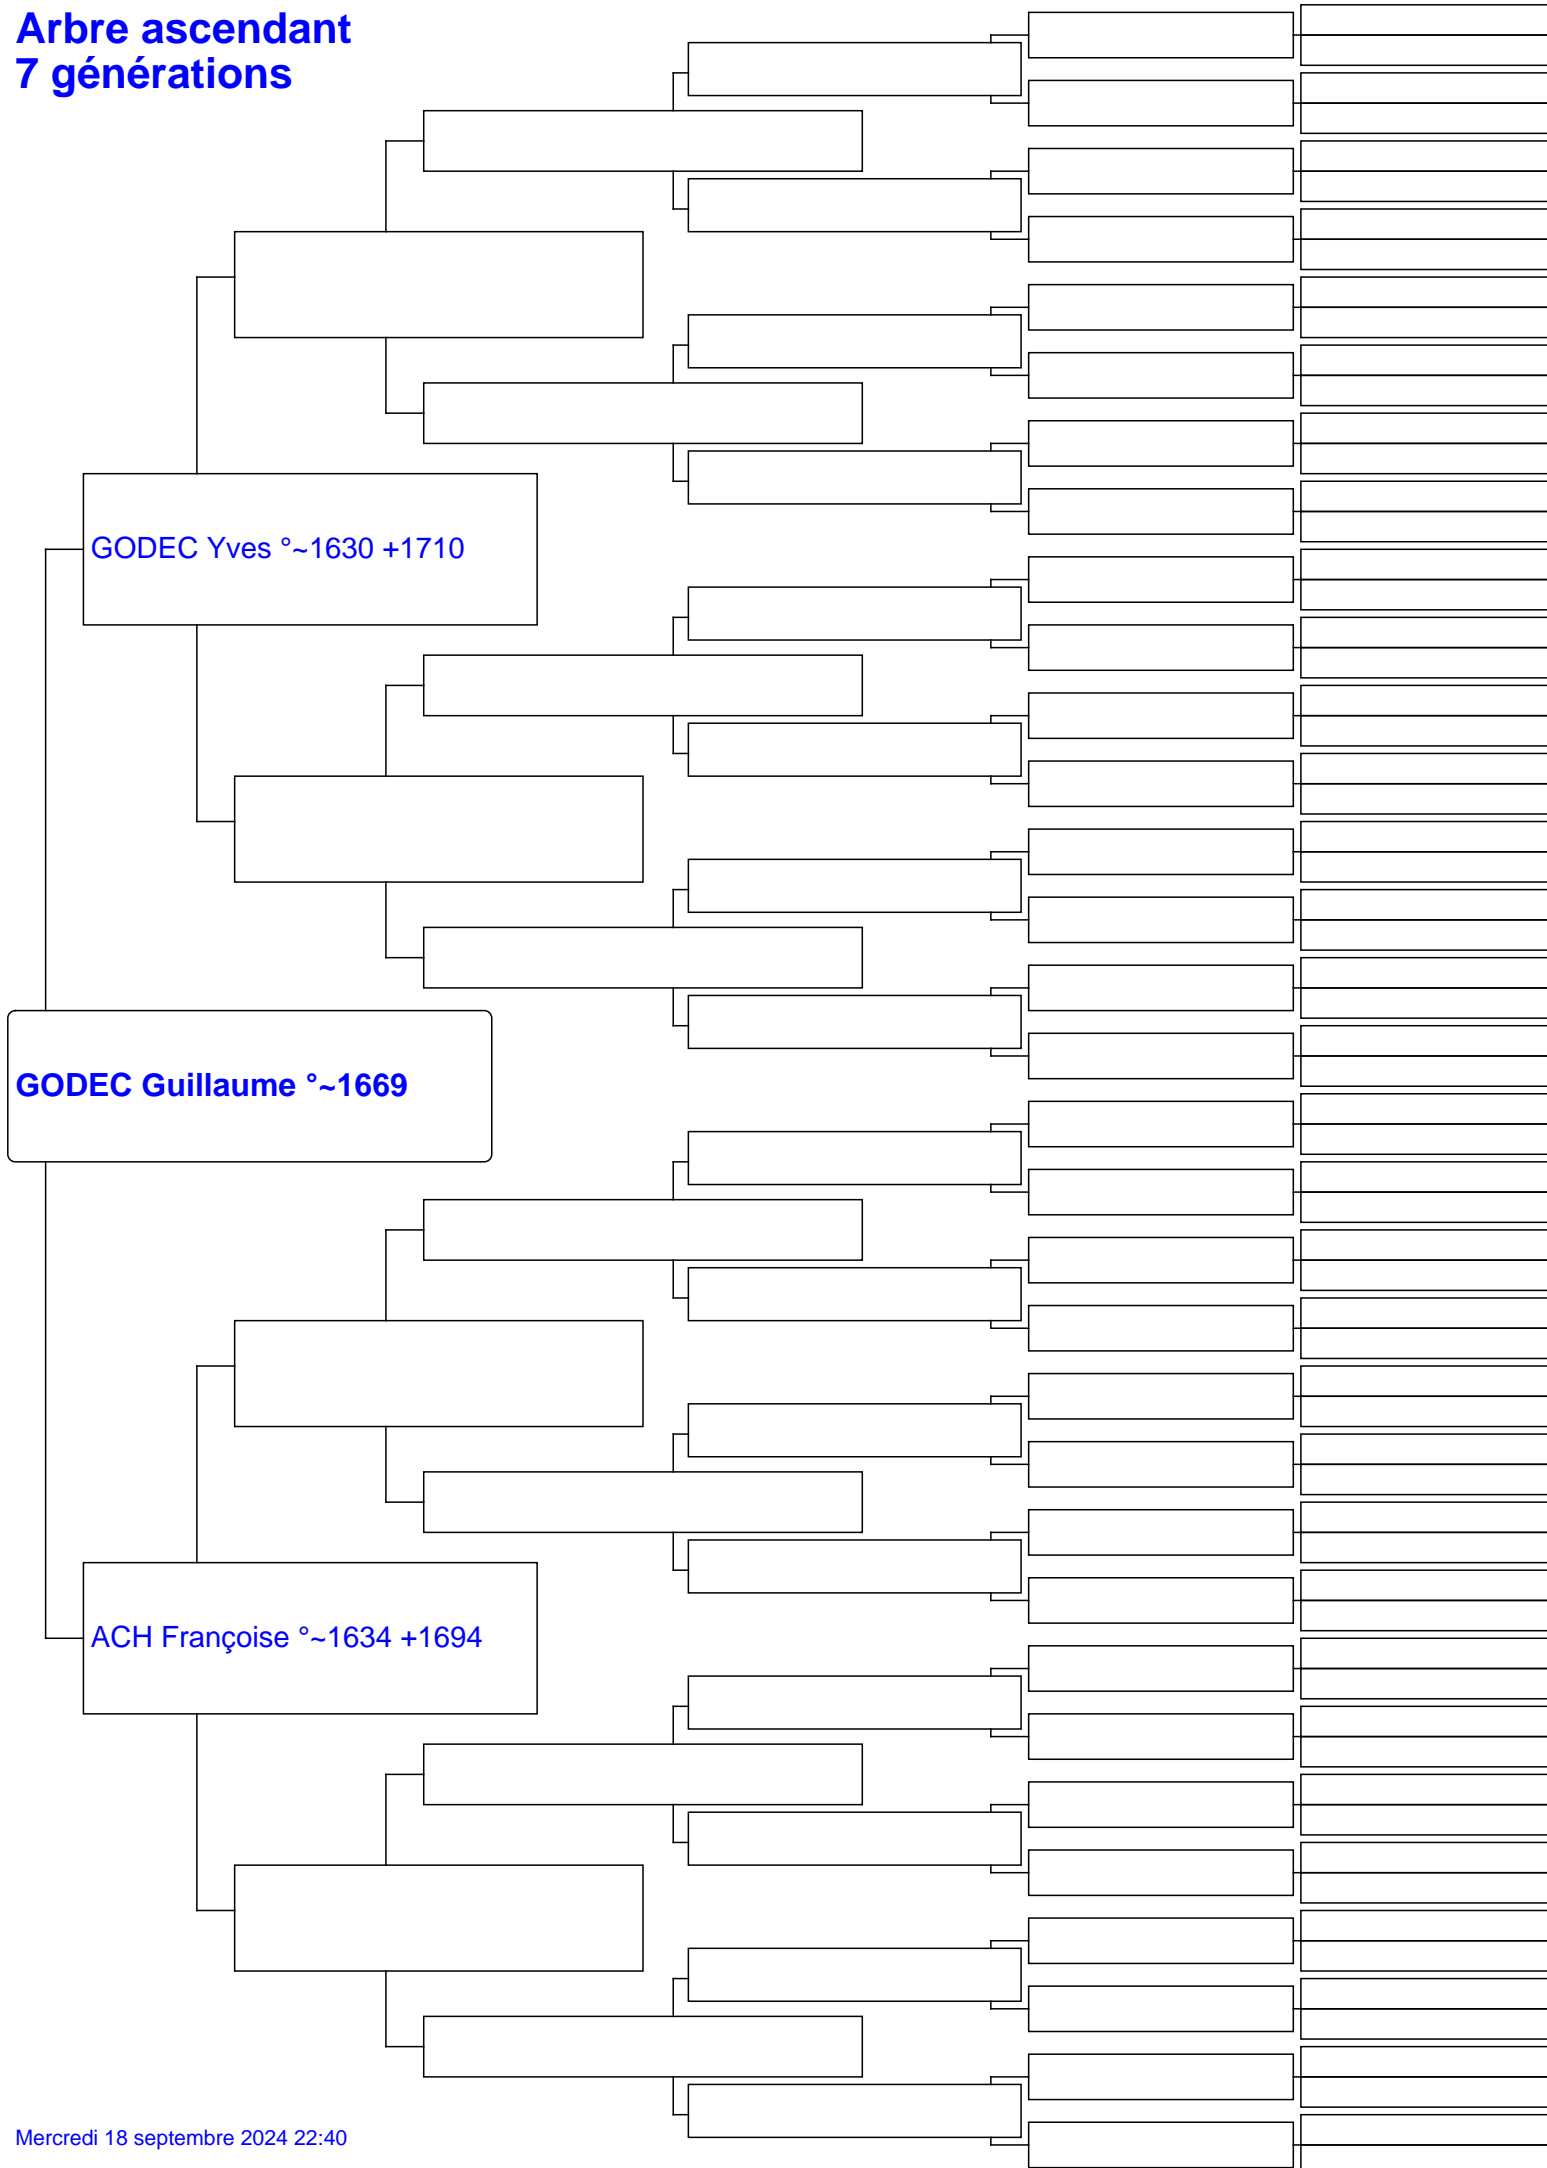 Arbre ascendant
7 générations
GODEC Yves °~1630 +1710
GODEC Guillaume °~1669
ACH Françoise °~1634 +1694
Mercredi 18 septembre 2024 22:40